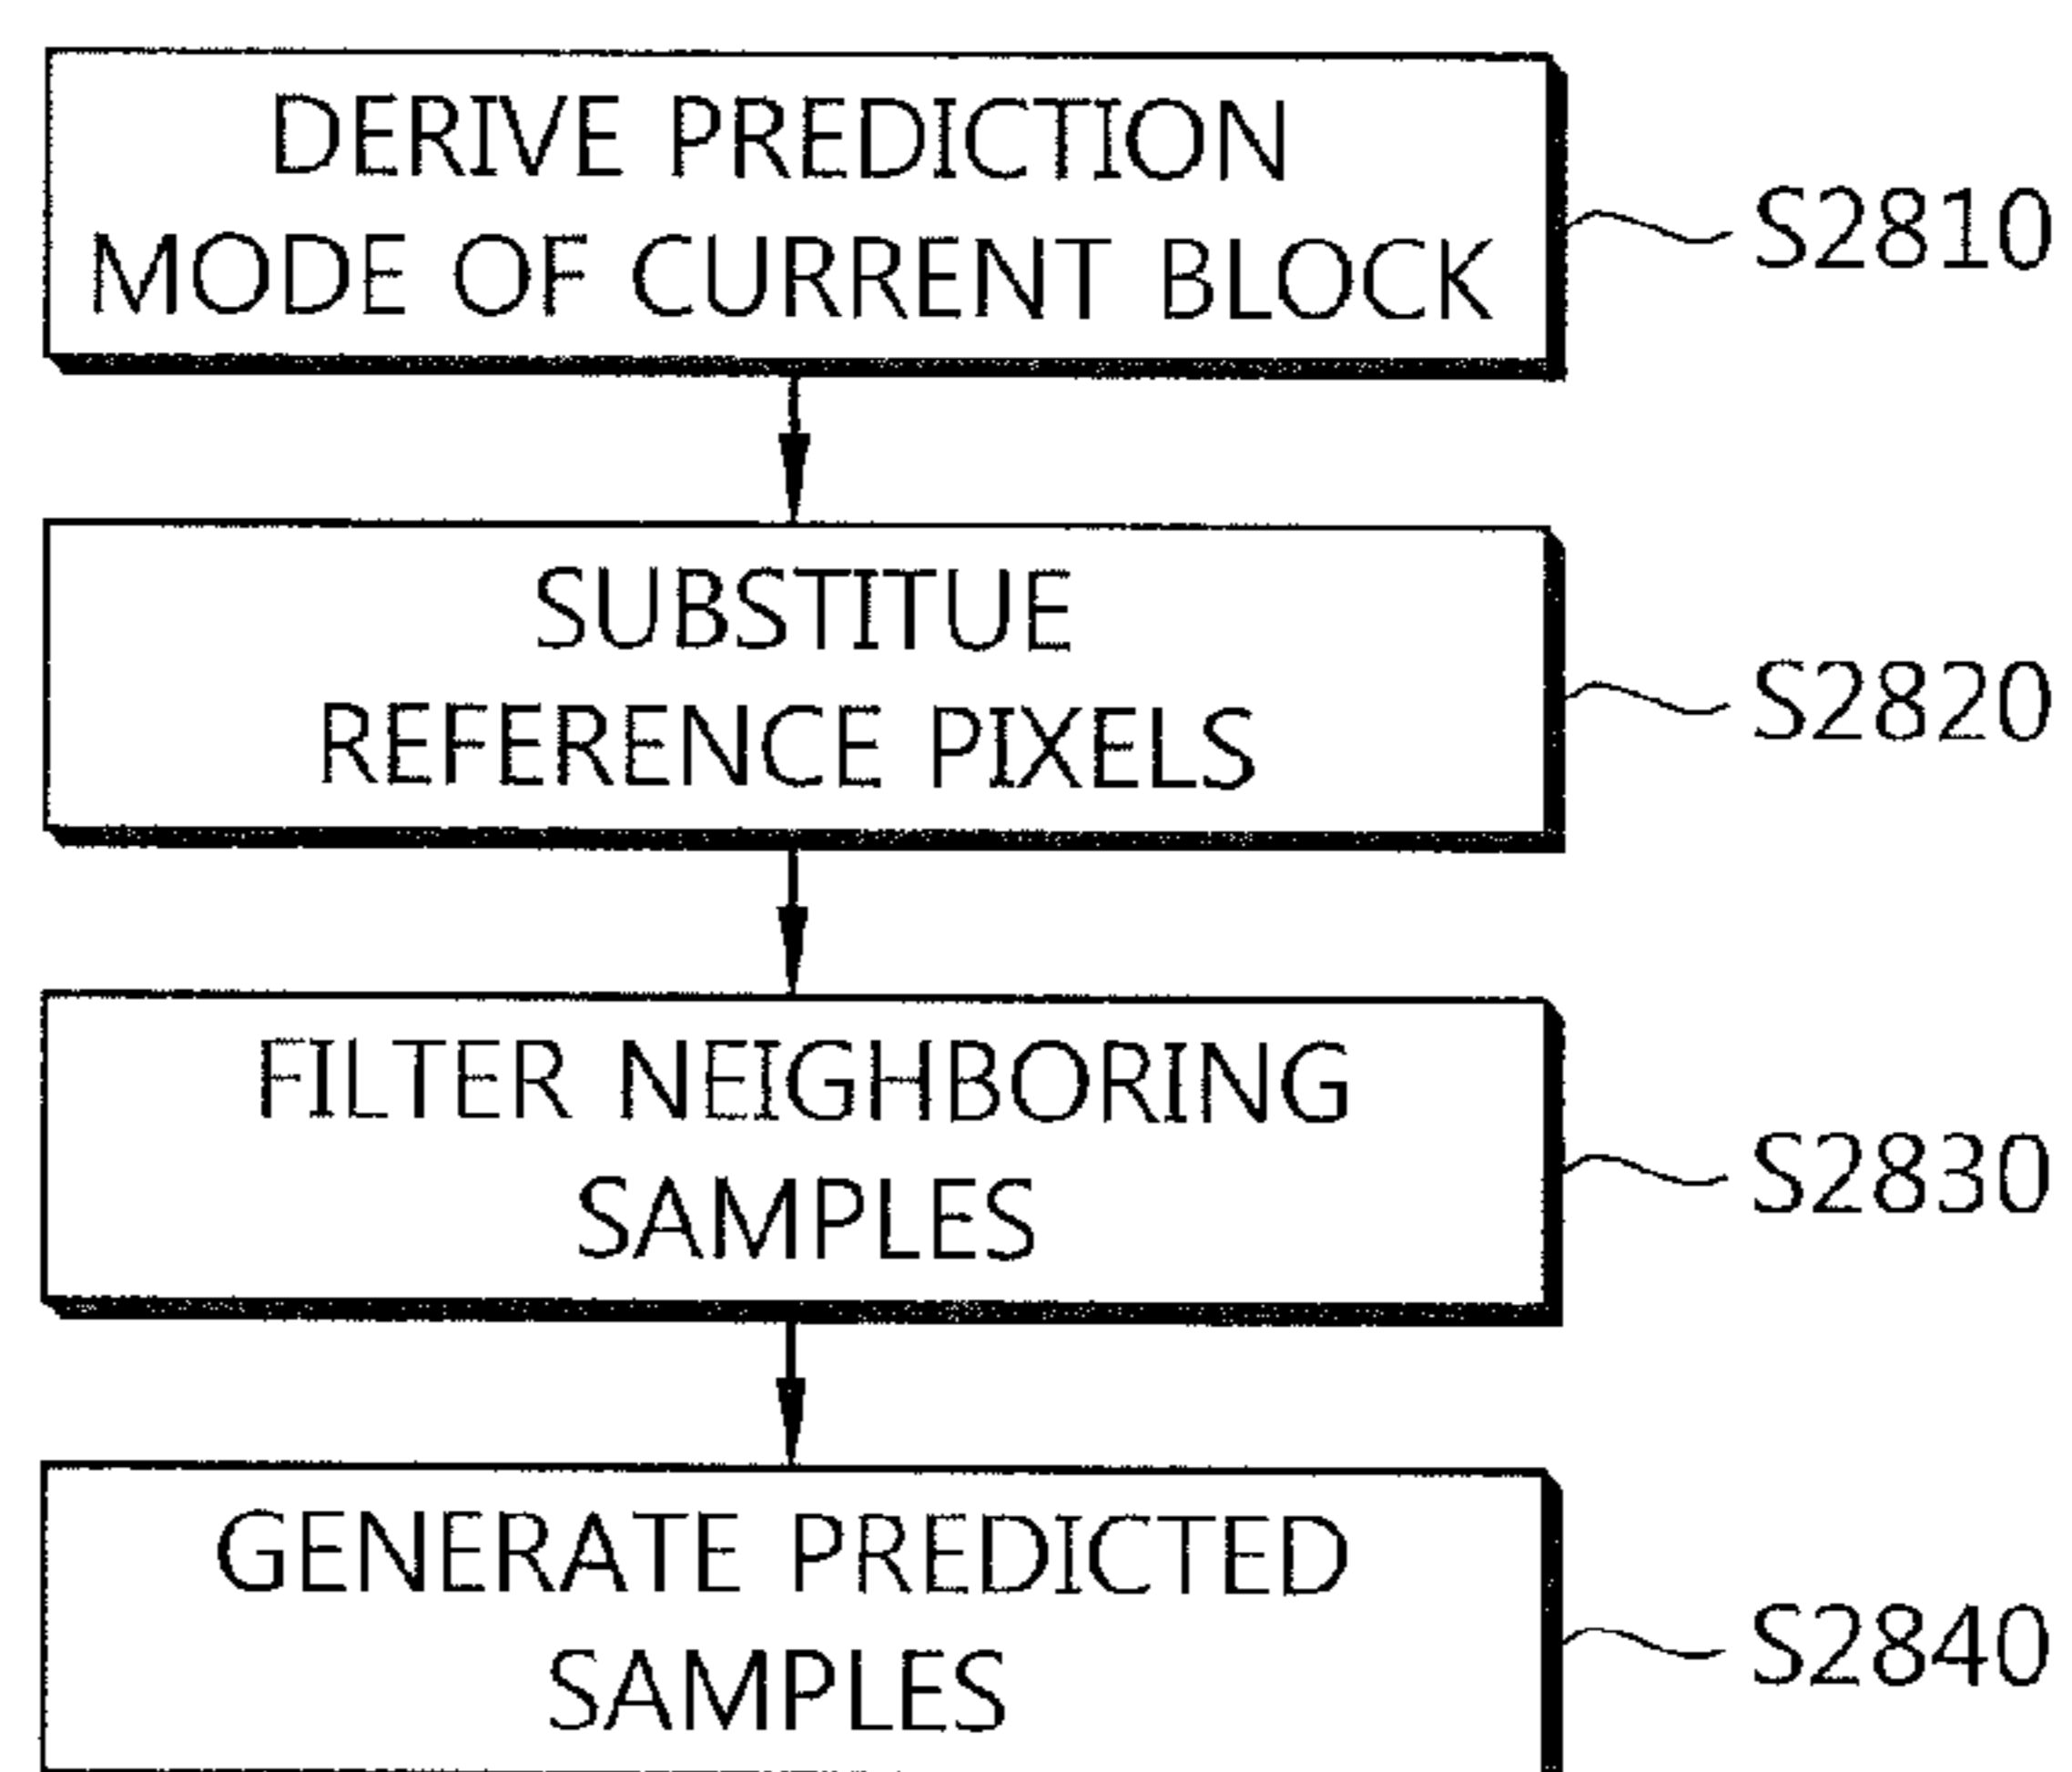 DERIVE PREDICTION
MODE OF CURRENT BLOCK
S2810
SUBSTITUE
REFERENCE PIXELS
S2820
FILTER NEIGHBORING
SAMPLES
S2830
GENERATE PREDICTED
SAMPLES
S2840